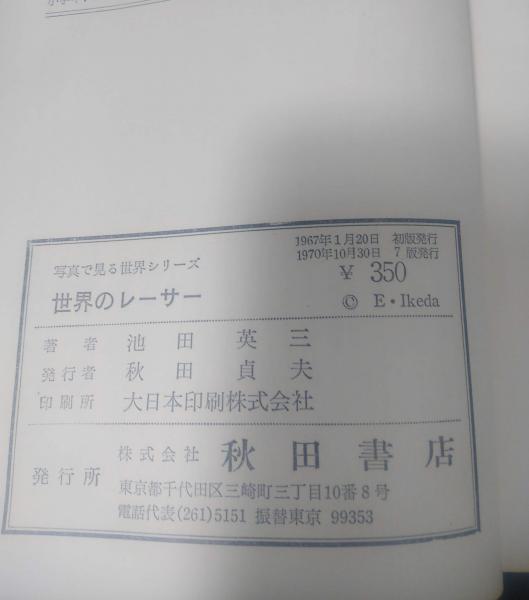 1967年1月20日 初版発行
1970年10月30日 7版発行
写真で見る世界シリーズ
¥ 350
世界のレーサー
© E・Ikeda
著者 池田英三
発行者 秋田貞夫
印刷所 大日本印刷株式会社
発行所
株式会社 秋田書店
東京都千代田区三崎町三丁目10番8号
電話代表(261)5151 振替東京 99353